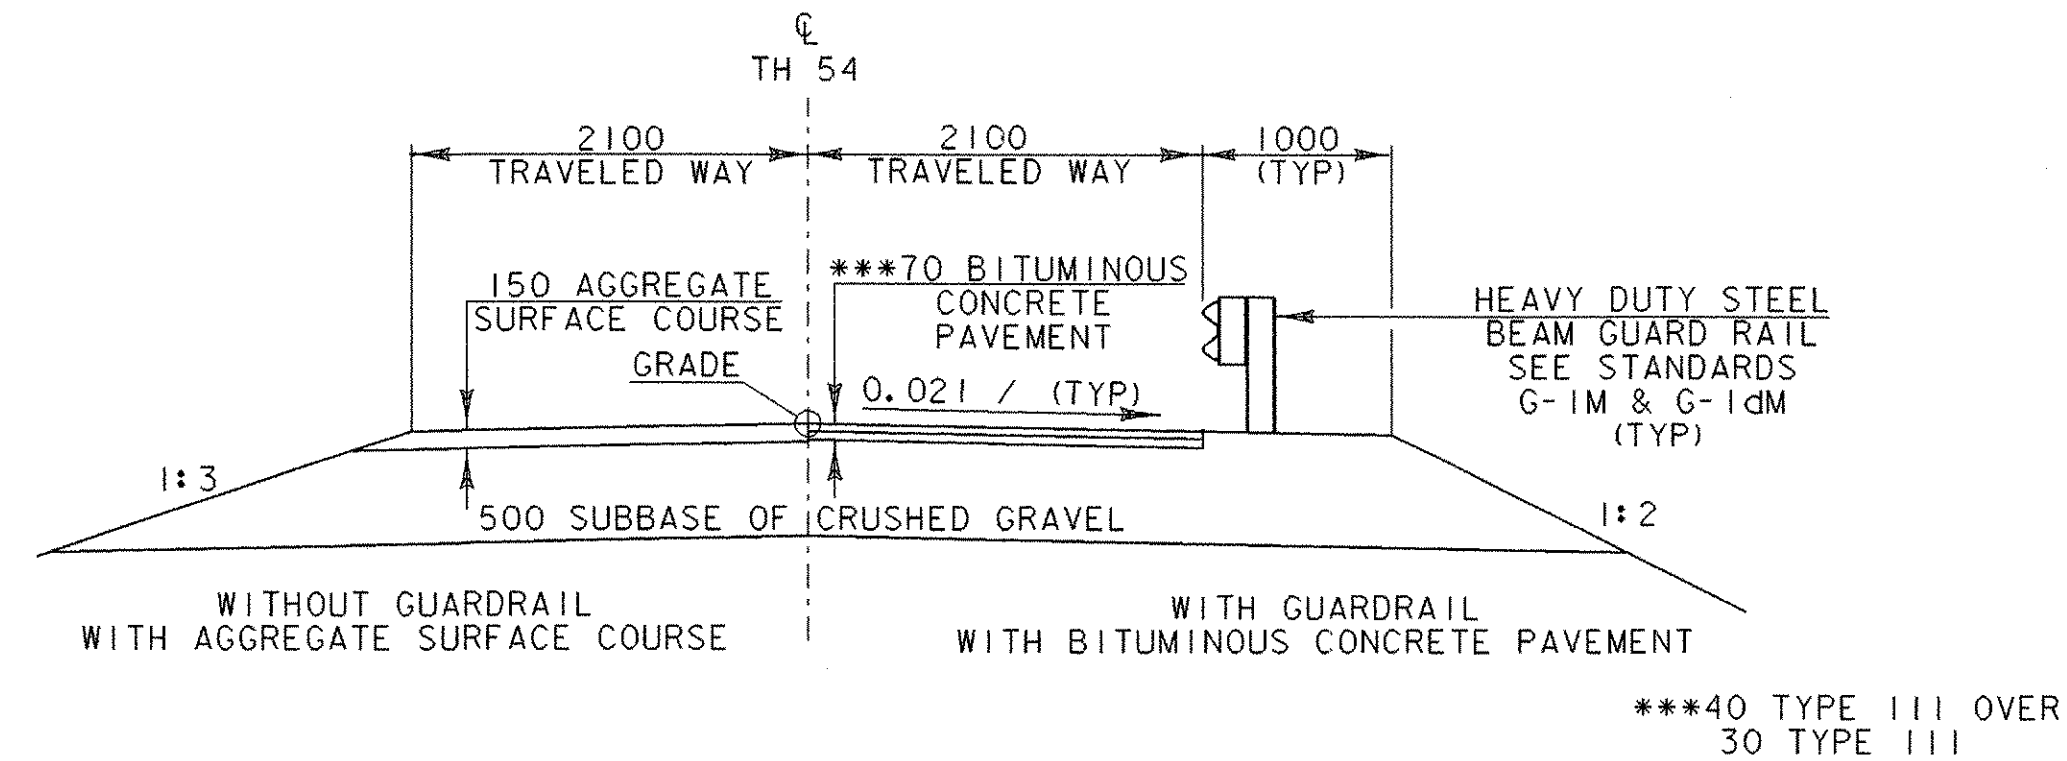 ℄
TH 54
2100
TRAVELED WAY
2100
TRAVELED WAY
1000
(TYP)
150 AGGREGATE
SURFACE COURSE
***70 BITUMINOUS
CONCRETE
PAVEMENT
GRADE
0.021 / (TYP)
HEAVY DUTY STEEL
BEAM GUARD RAIL
SEE STANDARDS
G-1M & G-1dM
(TYP)
1:3
500 SUBBASE OF CRUSHED GRAVEL
1:2
WITHOUT GUARDRAIL
WITH AGGREGATE SURFACE COURSE
WITH GUARDRAIL
WITH BITUMINOUS CONCRETE PAVEMENT
***40 TYPE III OVER
30 TYPE III